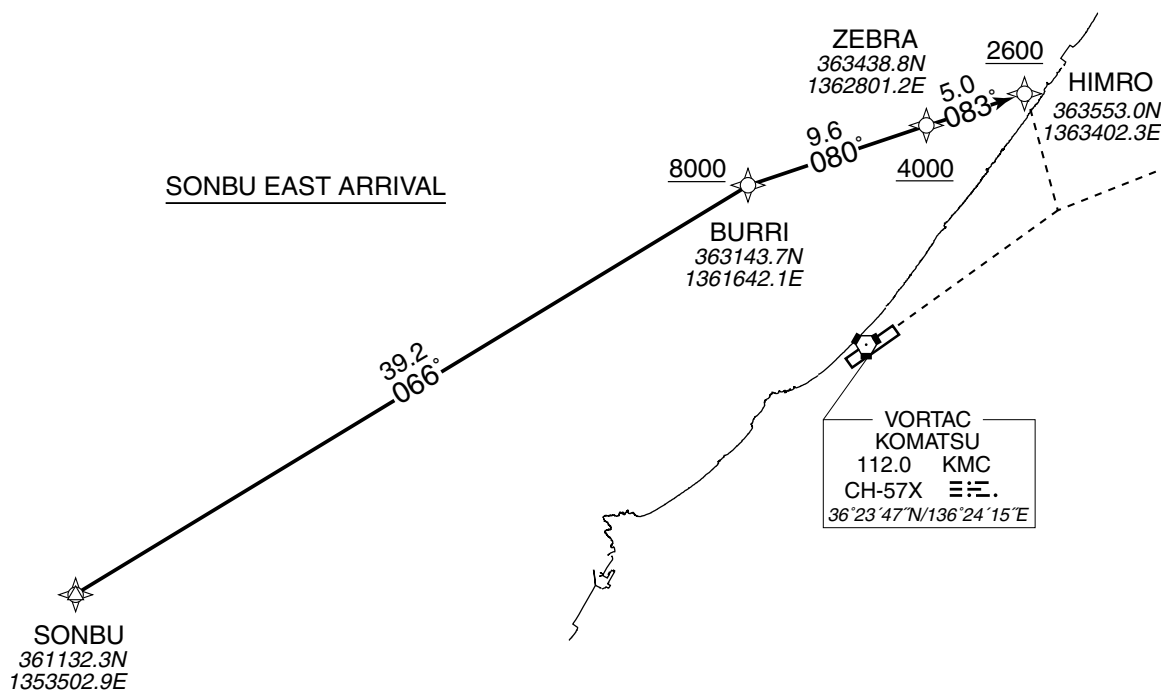 ZEBRA
363438.8N
1362801.2E
2600
HIMRO
363553.0N
1363402.3E
5.0
083°
9.6
080°
4000
8000
SONBU EAST ARRIVAL
BURRI
363143.7N
1361642.1E
39.2
066°
VORTAC
KOMATSU
112.0 KMC
CH-57X
36°23´47˝N/136°24´15˝E
SONBU
361132.3N
1353502.9E